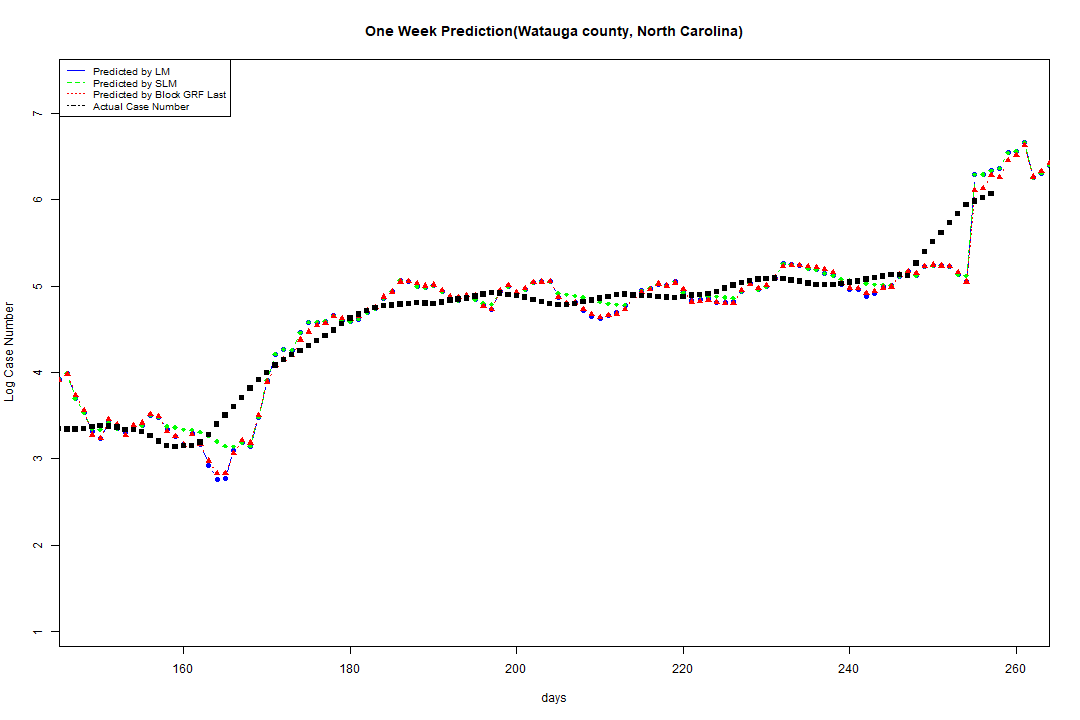 One Week Prediction(Watauga county, North Carolina)
Predicted by LM
Predicted by SLM
Predicted by Block GRF Last
Actual Case Number
7
6
5
4
3
2
1
Log Case Number
160 180 200 220 240 260
days